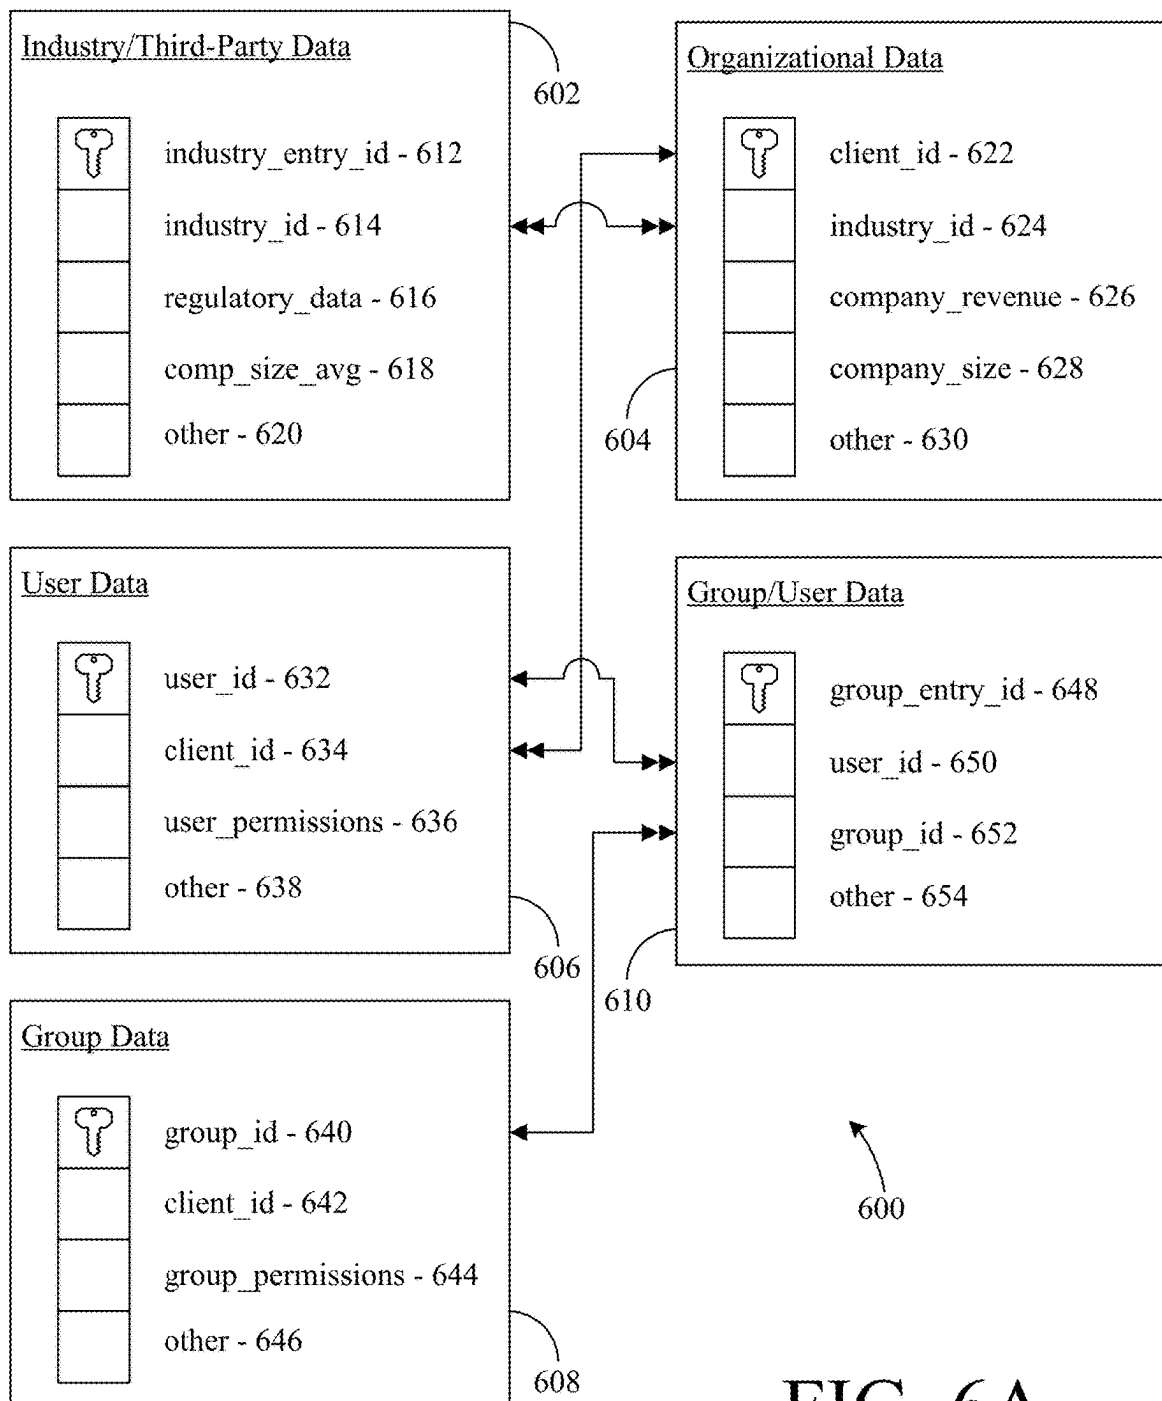 Industry/Third-Party Data
industry_entry_id - 612
industry_id - 614
regulatory_data - 616
comp_size_avg - 618
other - 620
602
Organizational Data
client_id - 622
industry_id - 624
company_revenue - 626
company_size - 628
other - 630
604
User Data
user_id - 632
client_id - 634
user_permissions - 636
other - 638
606
Group/User Data
group_entry_id - 648
user_id - 650
group_id - 652
other - 654
610
Group Data
group_id - 640
client_id - 642
group_permissions - 644
other - 646
608
600
FIG. 6A